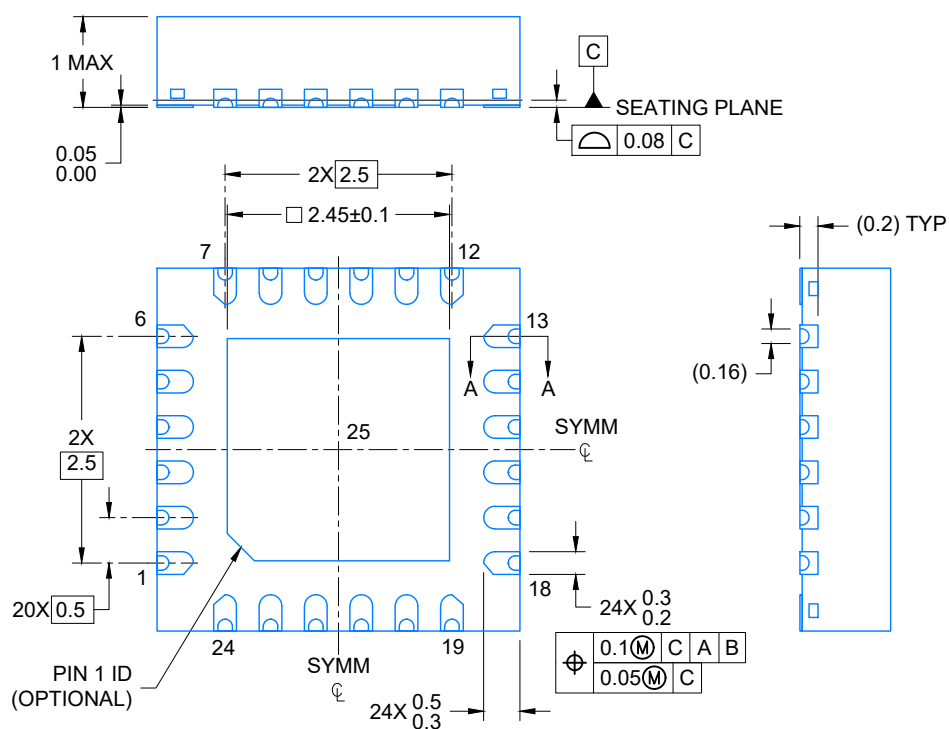 1 MAX
C
SEATING PLANE
⌓ 0.08 C
0.05
0.00
2X 2.5
□ 2.45±0.1
(0.2) TYP
7
12
6
13
(0.16)
A
A
25
SYMM
℄
2X
2.5
1
18
20X 0.5
24X 0.3
0.2
24
19
⌖ 0.1Ⓜ C A B
0.05Ⓜ C
PIN 1 ID
(OPTIONAL)
SYMM
℄
24X 0.5
0.3